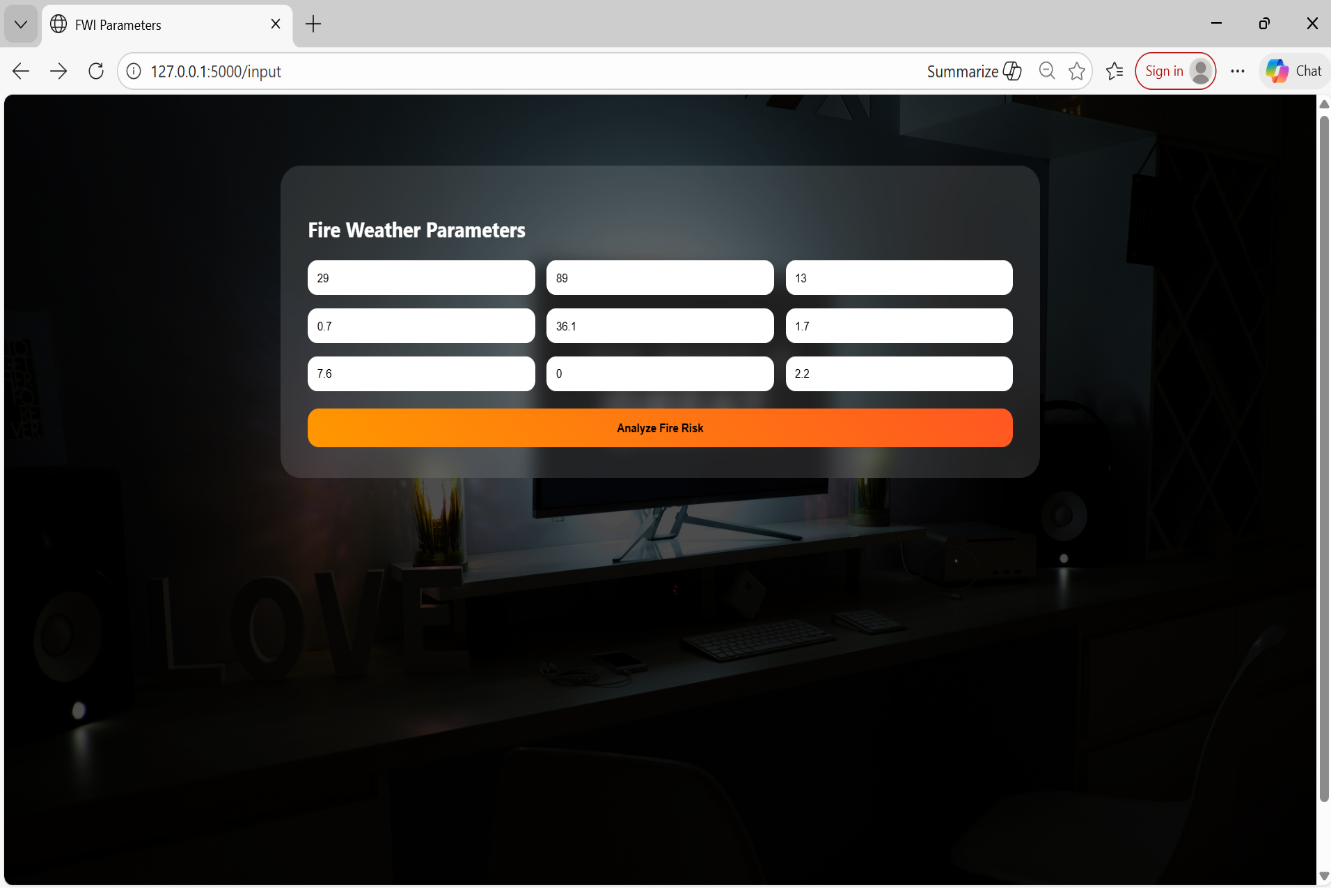 FWI Parameters
127.0.0.1:5000/input
Summarize
Sign in
Chat
Fire Weather Parameters
29 89 13
0.7 36.1 1.7
7.6 0 2.2
Analyze Fire Risk
LOVE